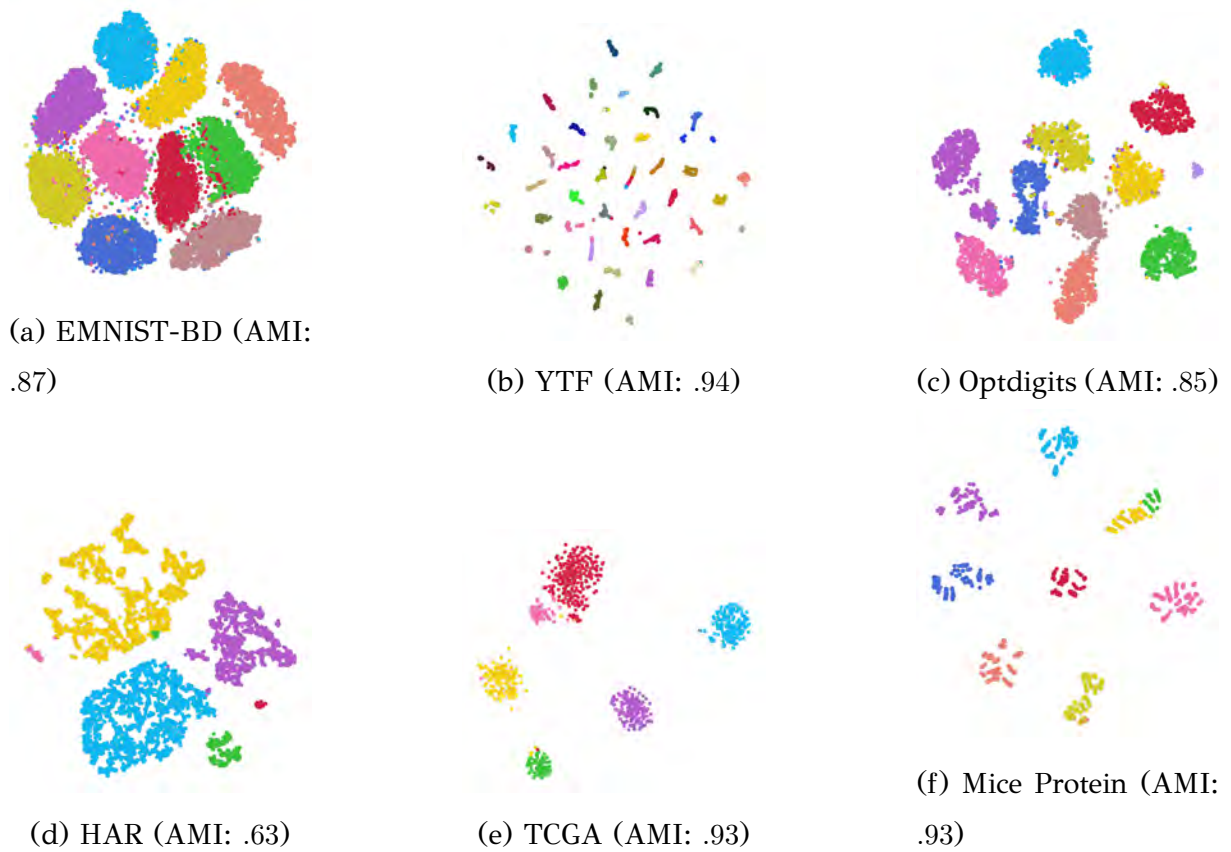 (a) EMNIST-BD (AMI:
.87)
(b) YTF (AMI: .94)
(c) Optdigits (AMI: .85)
(d) HAR (AMI: .63)
(e) TCGA (AMI: .93)
(f) Mice Protein (AMI:
.93)